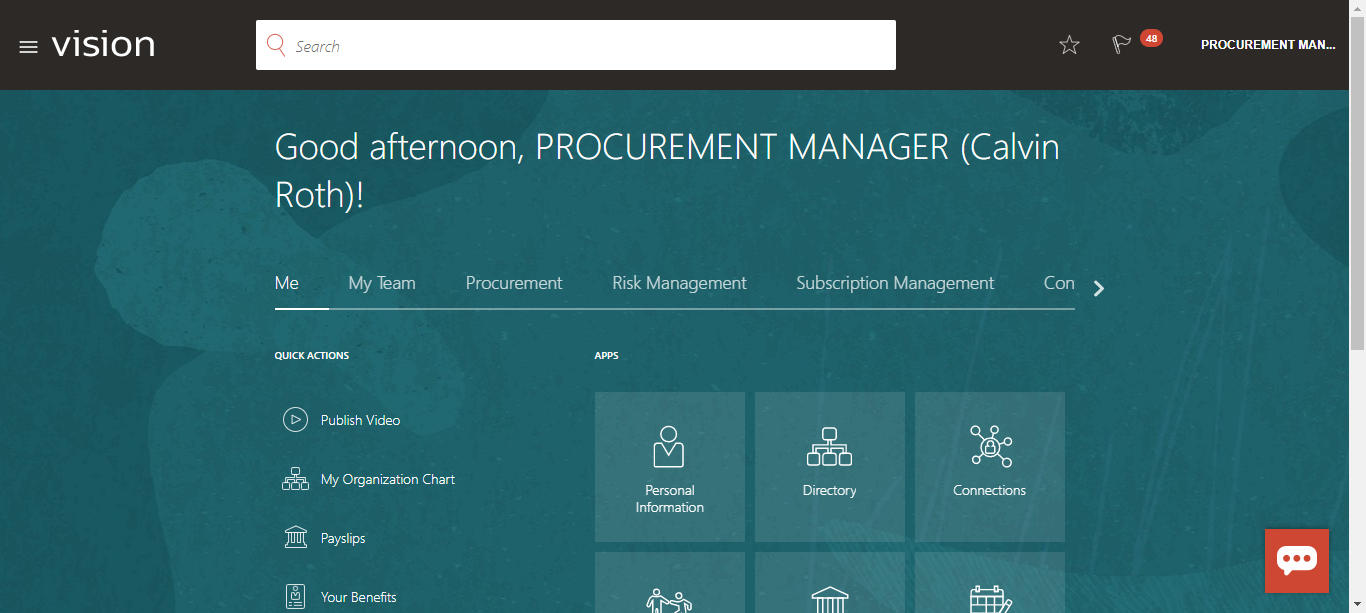 vision
Search
48
PROCUREMENT MAN...
Good afternoon, PROCUREMENT MANAGER (Calvin
Roth)!
Me
My Team
Procurement
Risk Management
Subscription Management
Con
QUICK ACTIONS
APPS
Publish Video
My Organization Chart
Payslips
Your Benefits
Personal
Information
Directory
Connections